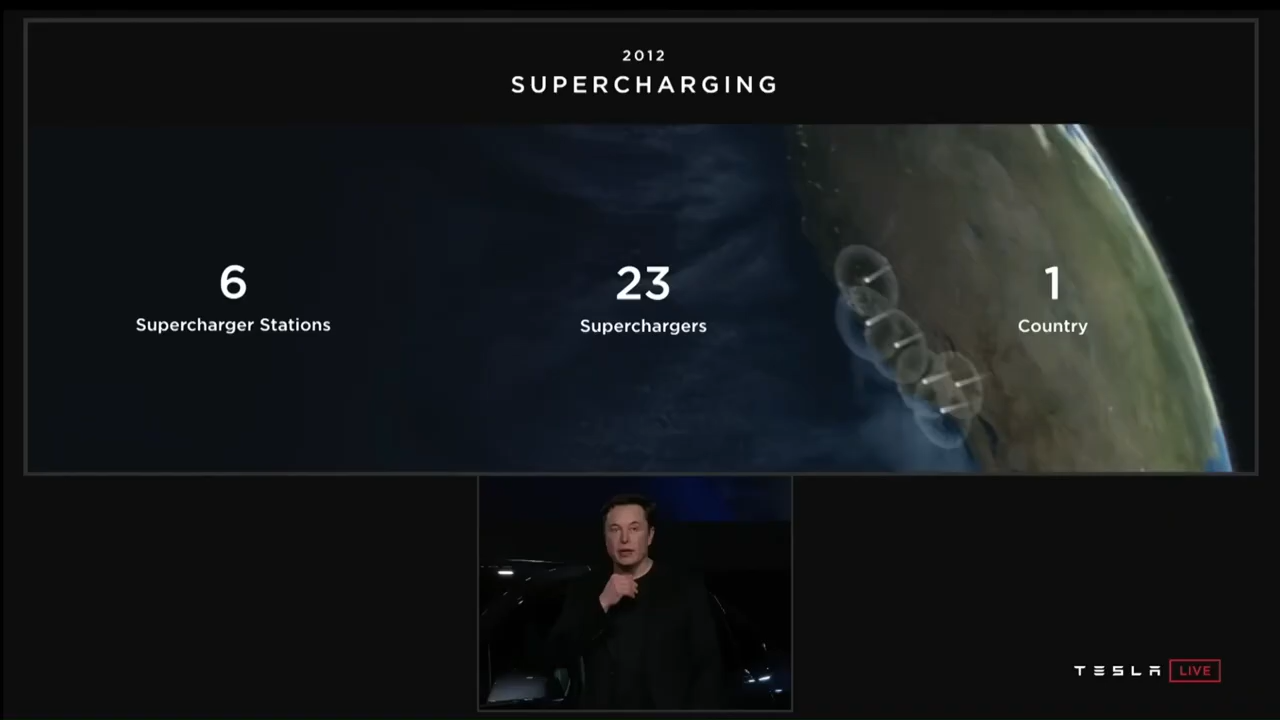 2012
SUPERCHARGING
6
Supercharger Stations
23
Superchargers
1
Country
TESLA LIVE